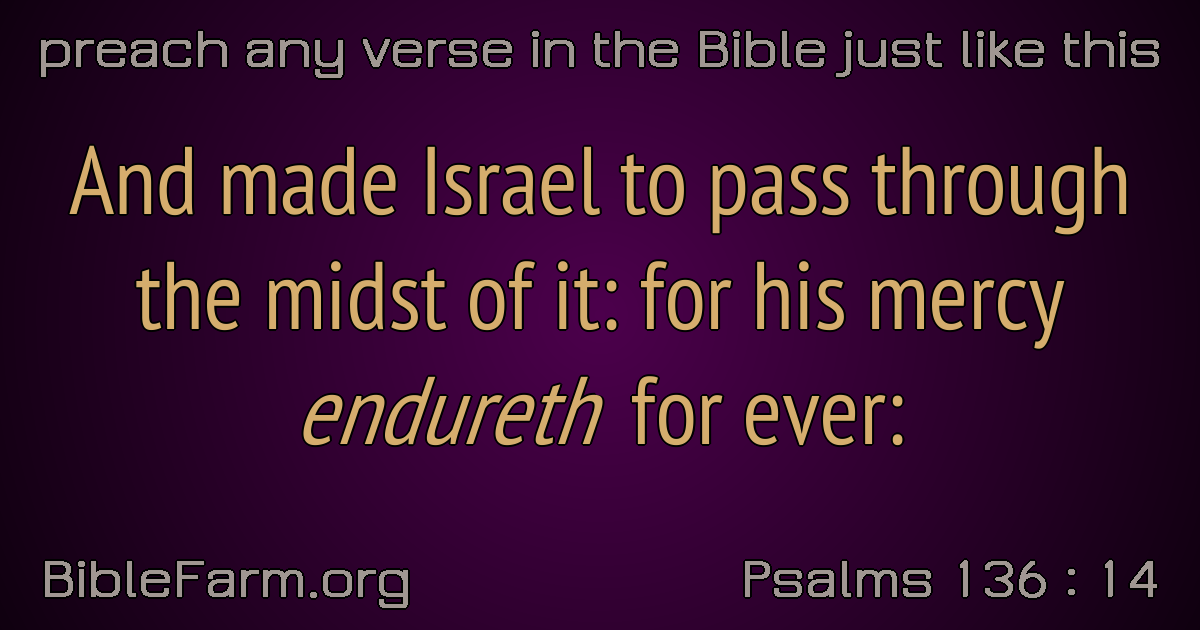 preach any verse in the Bible just like this
And made Israel to pass through
the midst of it: for his mercy
endureth for ever:
BibleFarm.org
Psalms 136 : 14